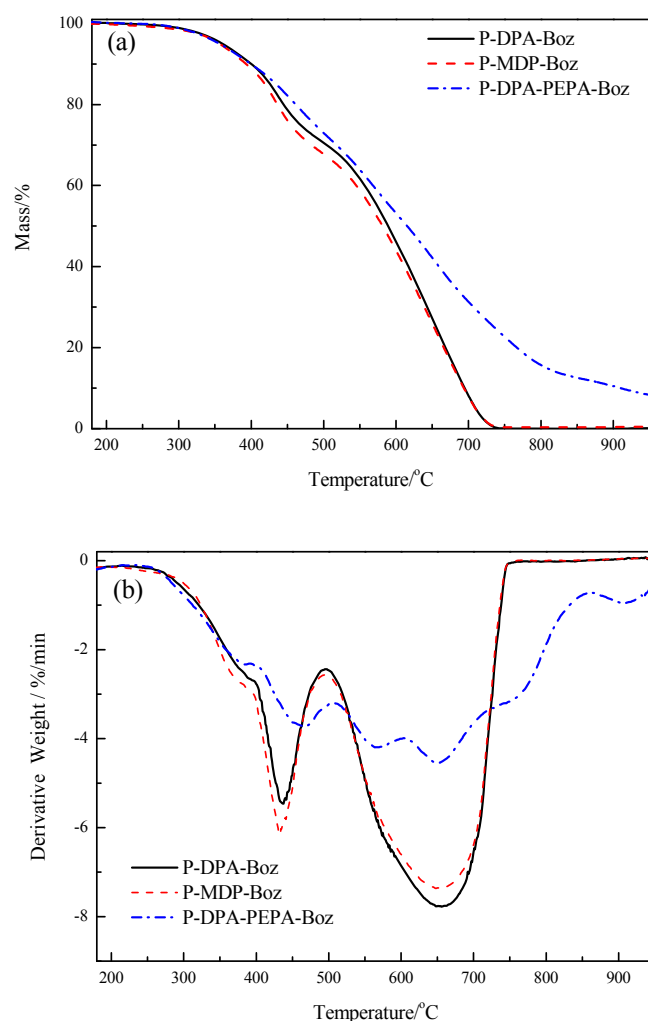 100
(a)
P-DPA-Boz
P-MDP-Boz
P-DPA-PEPA-Boz
80
60
40
20
0
Mass/%
200 300 400 500 600 700 800 900
Temperature/°C
0
(b)
-2
-4
-6
-8
Derivative Weight / %/min
P-DPA-Boz
P-MDP-Boz
P-DPA-PEPA-Boz
200 300 400 500 600 700 800 900
Temperature/°C